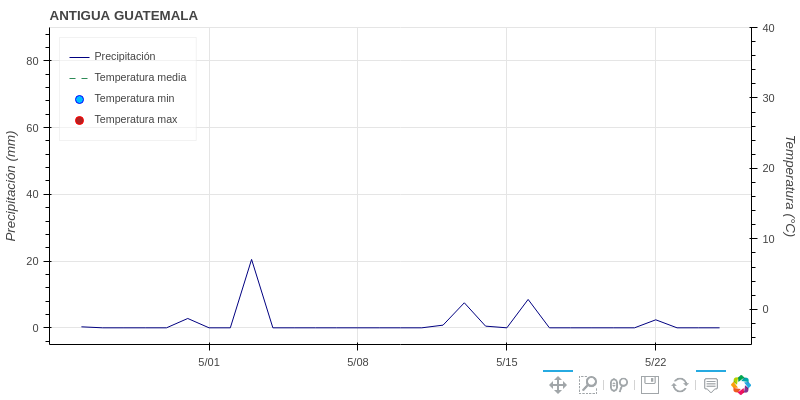 ANTIGUA GUATEMALA
Precipitación
Temperatura media
Temperatura min
Temperatura max
Precipitación (mm)
80
60
40
20
0
Temperatura (°C)
40
30
20
10
0
5/01
5/08
5/15
5/22